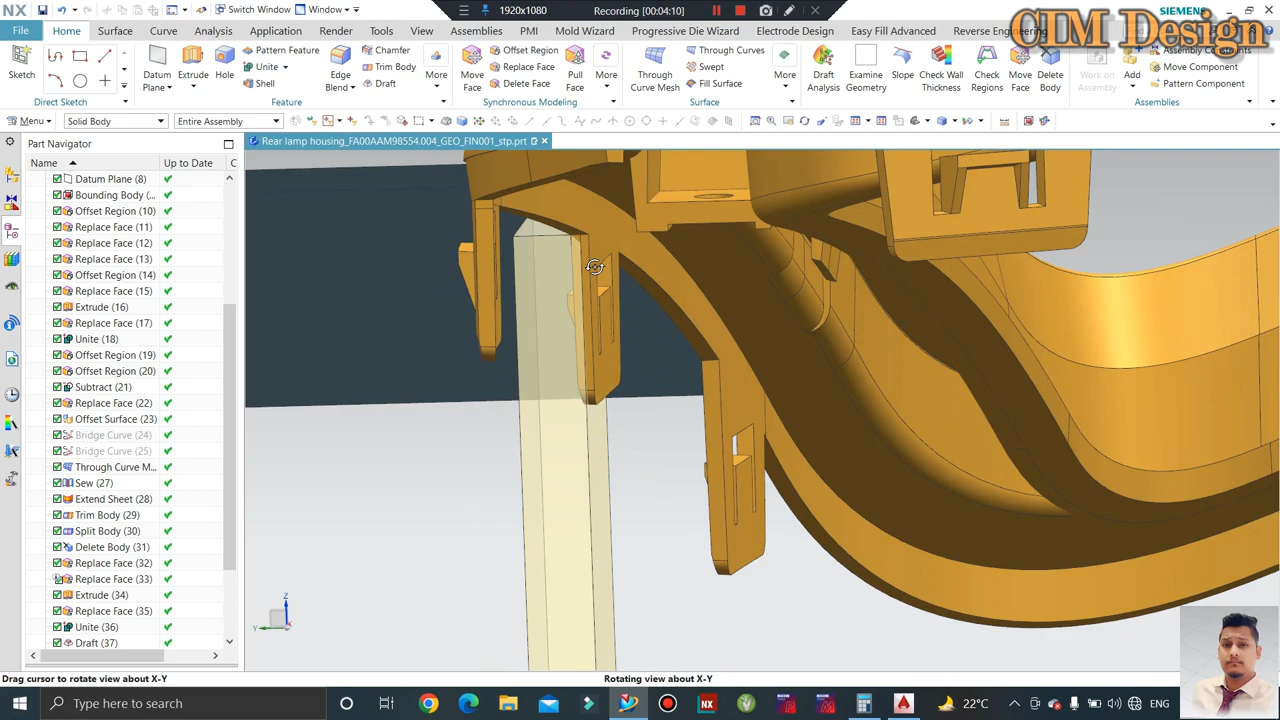 NX
Switch Window
Window
1920x1080
Recording [00:04:10]
SIEMENS
CIM Design
File
Home
Surface
Curve
Analysis
Application
Render
Tools
View
Assemblies
PMI
Mold Wizard
Progressive Die Wizard
Electrode Design
Easy Fill Advanced
Reverse Engineering
Sketch
Direct Sketch
Datum Plane
Extrude
Hole
Pattern Feature
Unite
Shell
Edge Blend
Chamfer
Trim Body
Draft
More
Feature
Move Face
Offset Region
Replace Face
Delete Face
Pull Face
More
Synchronous Modeling
Through Curve Mesh
Through Curves
Swept
Fill Surface
More
Surface
Draft Analysis
Examine Geometry
Slope
Check Wall Thickness
Check Regions
Move Face
Delete Body
Work on Assembly
Add
Assembly Constraints
Move Component
Pattern Component
Assemblies
Menu
Solid Body
Entire Assembly
Part Navigator
Rear lamp housing_FA00AAM98554.004_GEO_FIN001_stp.prt
Name
Up to Date
C
Datum Plane (8)
Bounding Body (...
Offset Region (10)
Replace Face (11)
Replace Face (12)
Replace Face (13)
Offset Region (14)
Replace Face (15)
Extrude (16)
Replace Face (17)
Unite (18)
Offset Region (19)
Offset Region (20)
Subtract (21)
Replace Face (22)
Offset Surface (23)
Bridge Curve (24)
Bridge Curve (25)
Through Curve M...
Sew (27)
Extend Sheet (28)
Trim Body (29)
Split Body (30)
Delete Body (31)
Replace Face (32)
Replace Face (33)
Extrude (34)
Replace Face (35)
Unite (36)
Draft (37)
Z
Y
Drag cursor to rotate view about X-Y
Rotating view about X-Y
Type here to search
NX
22°C
ENG